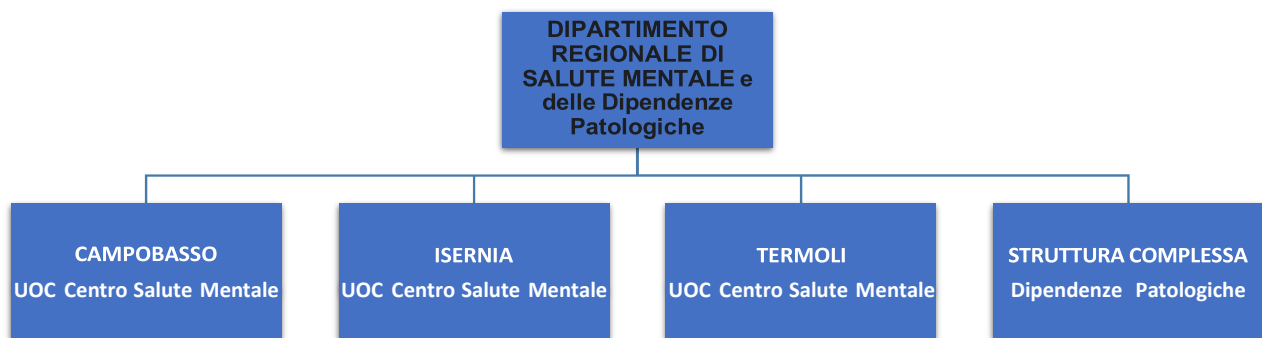 DIPARTIMENTO
REGIONALE DI
SALUTE MENTALE e
delle Dipendenze
Patologiche
CAMPOBASSO
UOC Centro Salute Mentale
ISERNIA
UOC Centro Salute Mentale
TERMOLI
UOC Centro Salute Mentale
STRUTTURA COMPLESSA
Dipendenze Patologiche